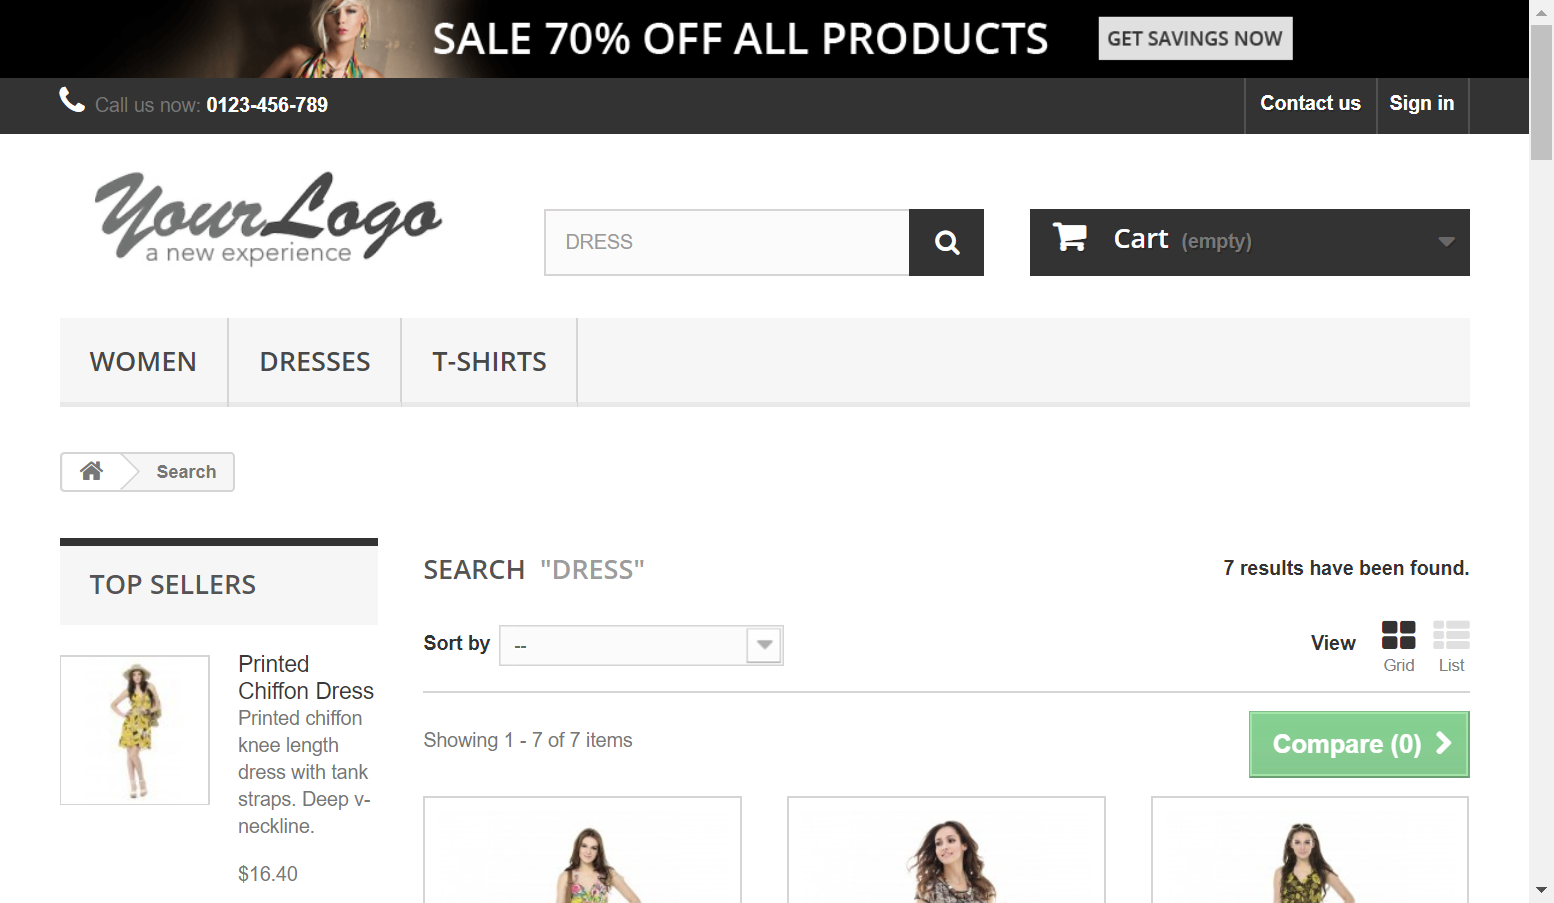 SALE 70% OFF ALL PRODUCTS GET SAVINGS NOW
Call us now: 0123-456-789 Contact us Sign in
YourLogo
a new experience
DRESS
Cart (empty)
WOMEN DRESSES T-SHIRTS
Search
TOP SELLERS
Printed
Chiffon Dress
Printed chiffon
knee length
dress with tank
straps. Deep v-
neckline.
$16.40
SEARCH "DRESS"
7 results have been found.
Sort by --
View
Grid List
Showing 1 - 7 of 7 items
Compare (0)